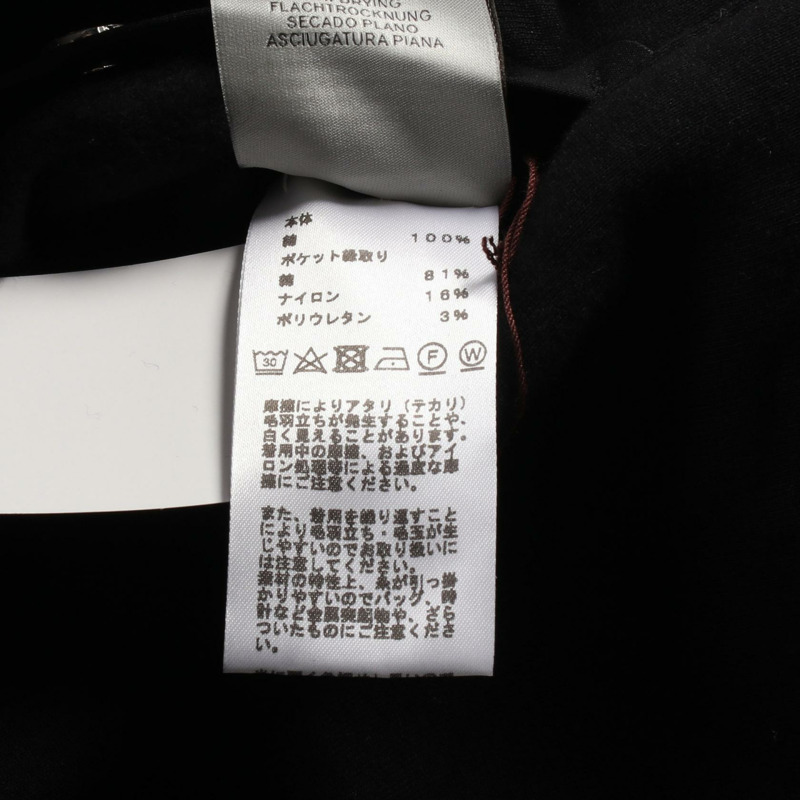 DRYING
FLACHTROCKNUNG
SECADO PLANO
ASCIUGATURA PIANA
本体
綿 100%
ポケット縁取り
綿 81%
ナイロン 16%
ポリウレタン 3%
30 F W
摩擦によりアタリ(テカリ)
毛羽立ちが発生することや、
白く見えることがあります。
着用中の摩擦、およびアイ
ロン処理等による過度な摩
擦にご注意ください。
また、着用を繰り返すこと
により毛羽立ち・毛玉が生
じやすいのでお取り扱いに
は注意してください。
素材の特性上、糸が引っ掛
かりやすいのでバッグ、時
計など金属突起物や、ざら
ついたものにご注意くださ
い。